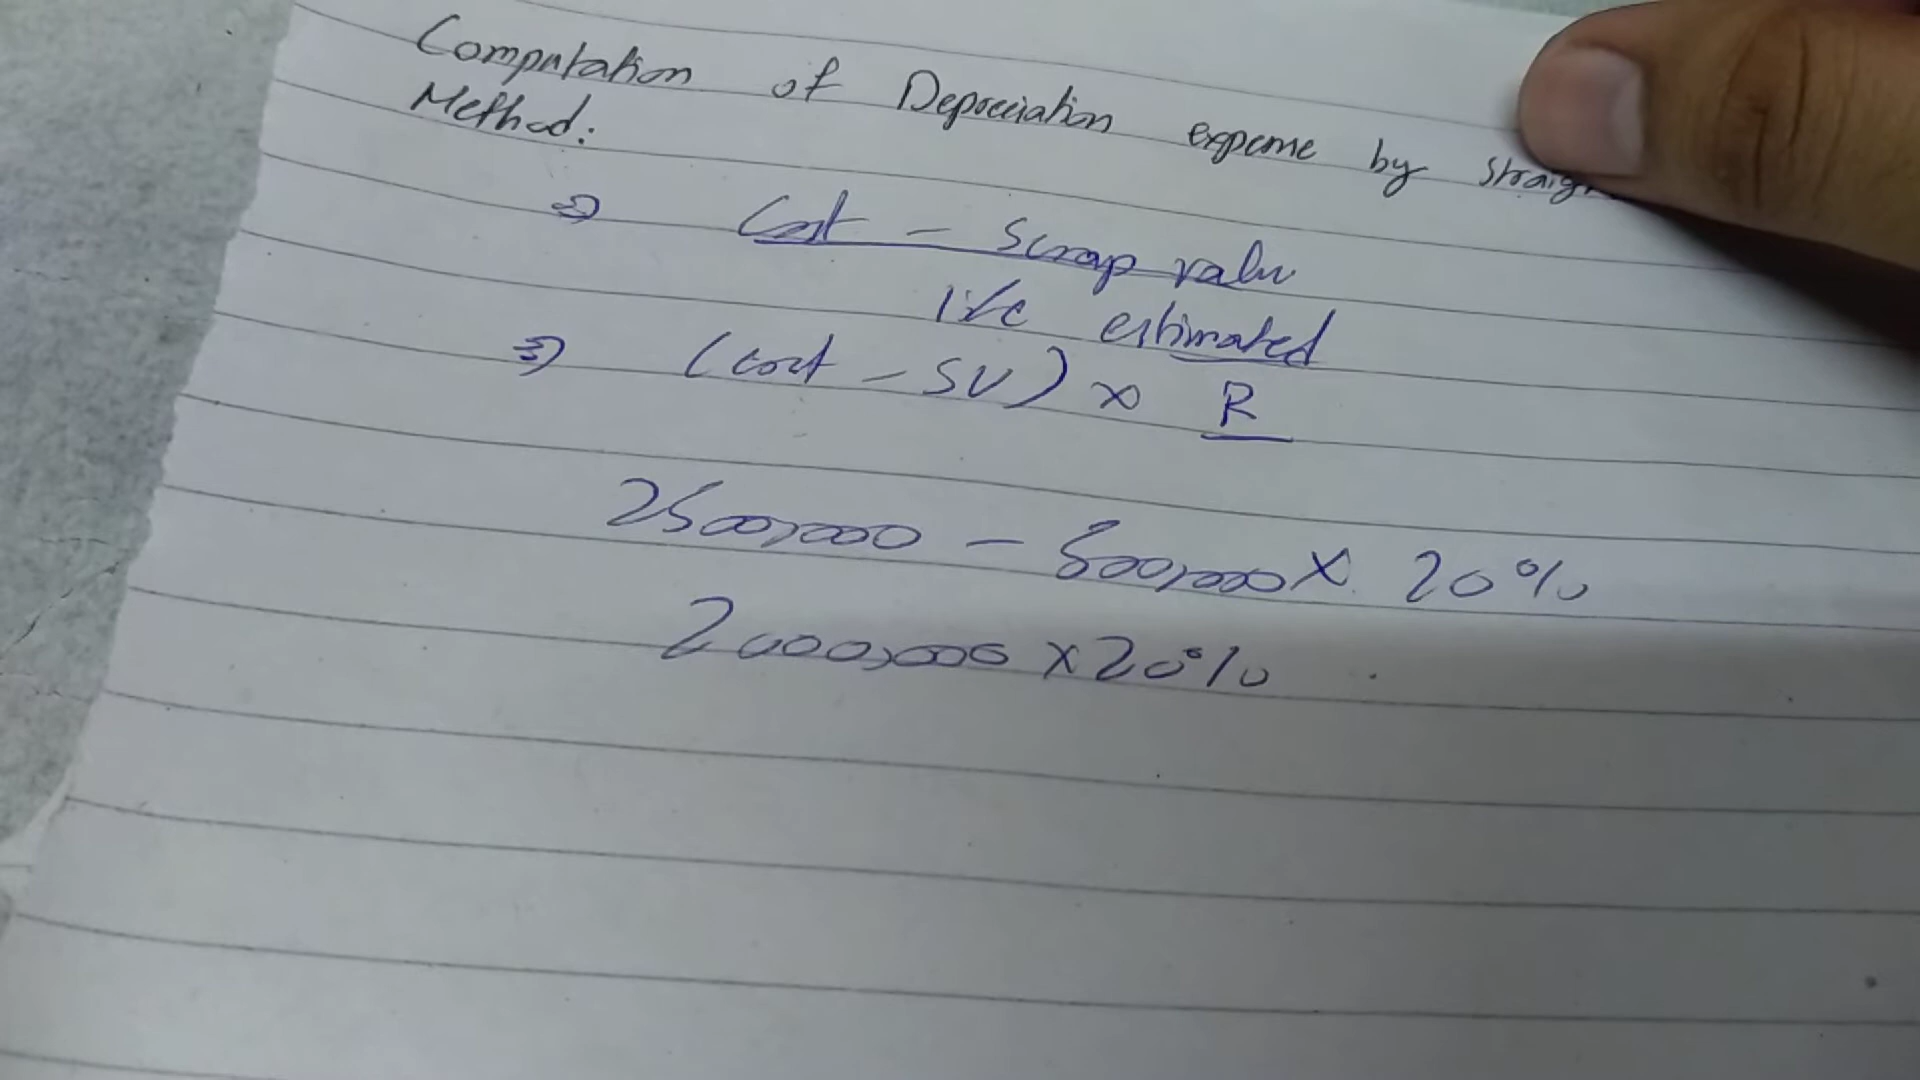 Computation of Depreciation expense by straig
Method:
⇒ Cost - Scrap value
life estimated
⇒ (cost - SV) × R
2500,000 - 500,000 × 20%
2000,000 × 20%